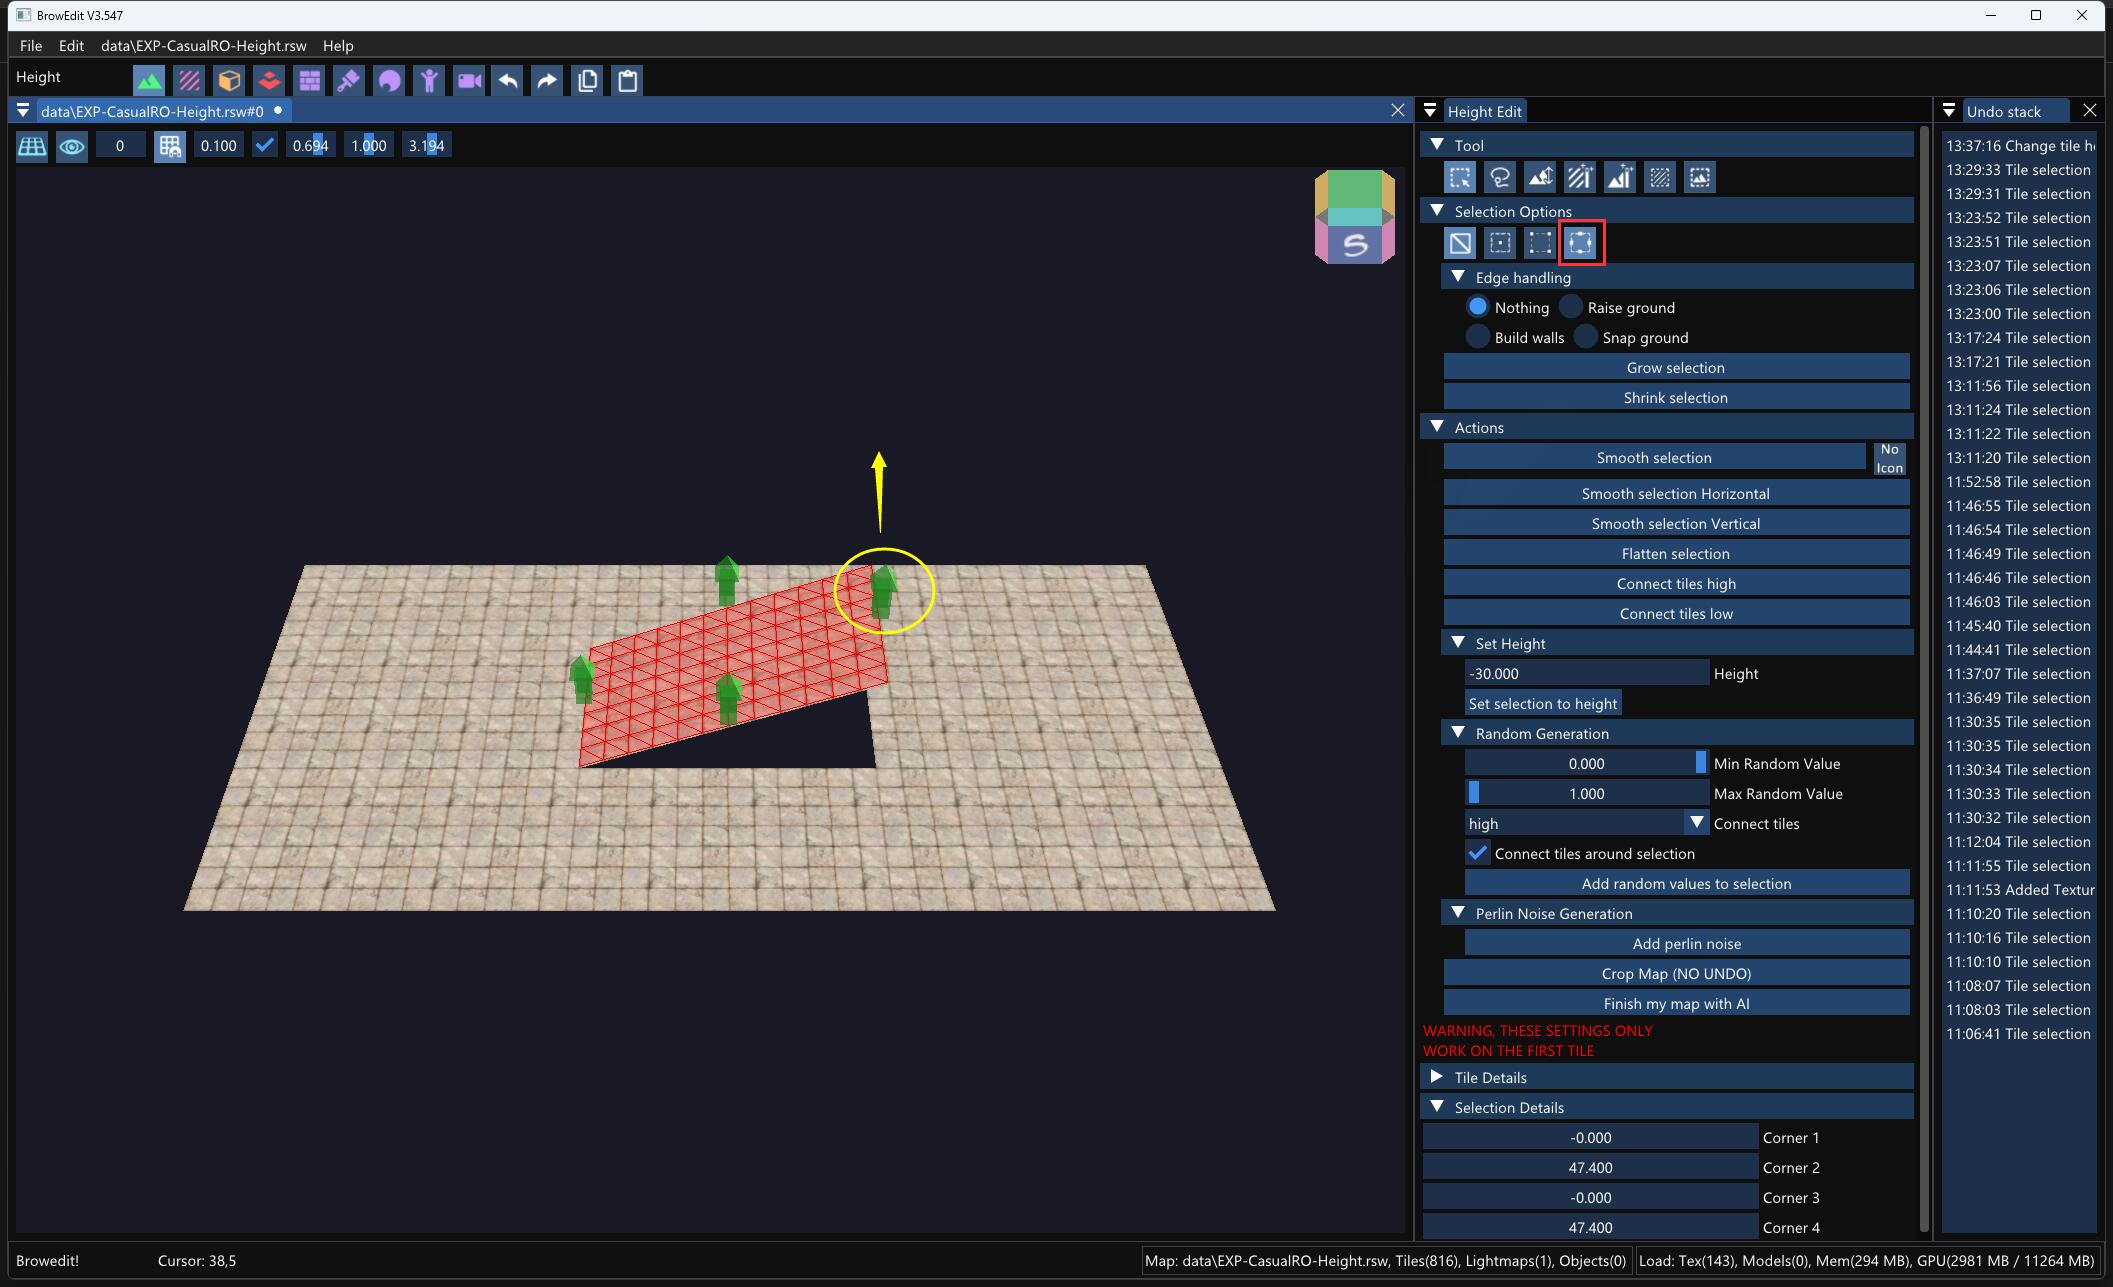 BrowEdit V3.547
File Edit data\EXP-CasualRO-Height.rsw Help
Height
data\EXP-CasualRO-Height.rsw#0
0 0.100 0.694 1.000 3.194
S
Height Edit
Tool
Selection Options
Edge handling
Nothing Raise ground
Build walls Snap ground
Grow selection
Shrink selection
Actions
Smooth selection No Icon
Smooth selection Horizontal
Smooth selection Vertical
Flatten selection
Connect tiles high
Connect tiles low
Set Height
-30.000 Height
Set selection to height
Random Generation
0.000 Min Random Value
1.000 Max Random Value
high Connect tiles
Connect tiles around selection
Add random values to selection
Perlin Noise Generation
Add perlin noise
Crop Map (NO UNDO)
Finish my map with AI
WARNING, THESE SETTINGS ONLY
WORK ON THE FIRST TILE
Tile Details
Selection Details
-0.000 Corner 1
47.400 Corner 2
-0.000 Corner 3
47.400 Corner 4
Undo stack
13:37:16 Change tile h
13:29:33 Tile selection
13:29:31 Tile selection
13:23:52 Tile selection
13:23:51 Tile selection
13:23:07 Tile selection
13:23:06 Tile selection
13:23:00 Tile selection
13:17:24 Tile selection
13:17:21 Tile selection
13:11:56 Tile selection
13:11:24 Tile selection
13:11:22 Tile selection
13:11:20 Tile selection
11:52:58 Tile selection
11:46:55 Tile selection
11:46:54 Tile selection
11:46:49 Tile selection
11:46:46 Tile selection
11:46:03 Tile selection
11:45:40 Tile selection
11:44:41 Tile selection
11:37:07 Tile selection
11:36:49 Tile selection
11:30:35 Tile selection
11:30:35 Tile selection
11:30:34 Tile selection
11:30:33 Tile selection
11:30:32 Tile selection
11:12:04 Tile selection
11:11:55 Tile selection
11:11:53 Added Textur
11:10:20 Tile selection
11:10:16 Tile selection
11:10:10 Tile selection
11:08:07 Tile selection
11:08:03 Tile selection
11:06:41 Tile selection
Browedit! Cursor: 38,5
Map: data\EXP-CasualRO-Height.rsw, Tiles(816), Lightmaps(1), Objects(0)
Load: Tex(143), Models(0), Mem(294 MB), GPU(2981 MB / 11264 MB)